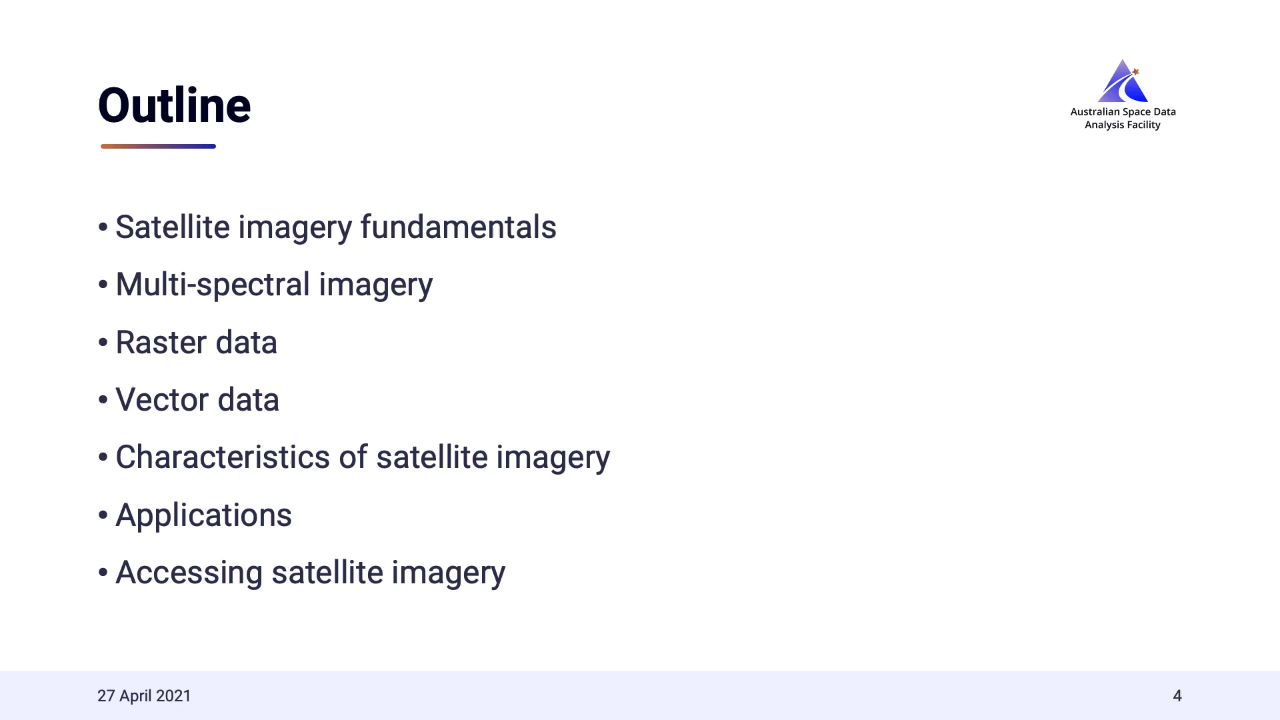 Outline
Australian Space Data
Analysis Facility
• Satellite imagery fundamentals
• Multi-spectral imagery
• Raster data
• Vector data
• Characteristics of satellite imagery
• Applications
• Accessing satellite imagery
27 April 2021
4